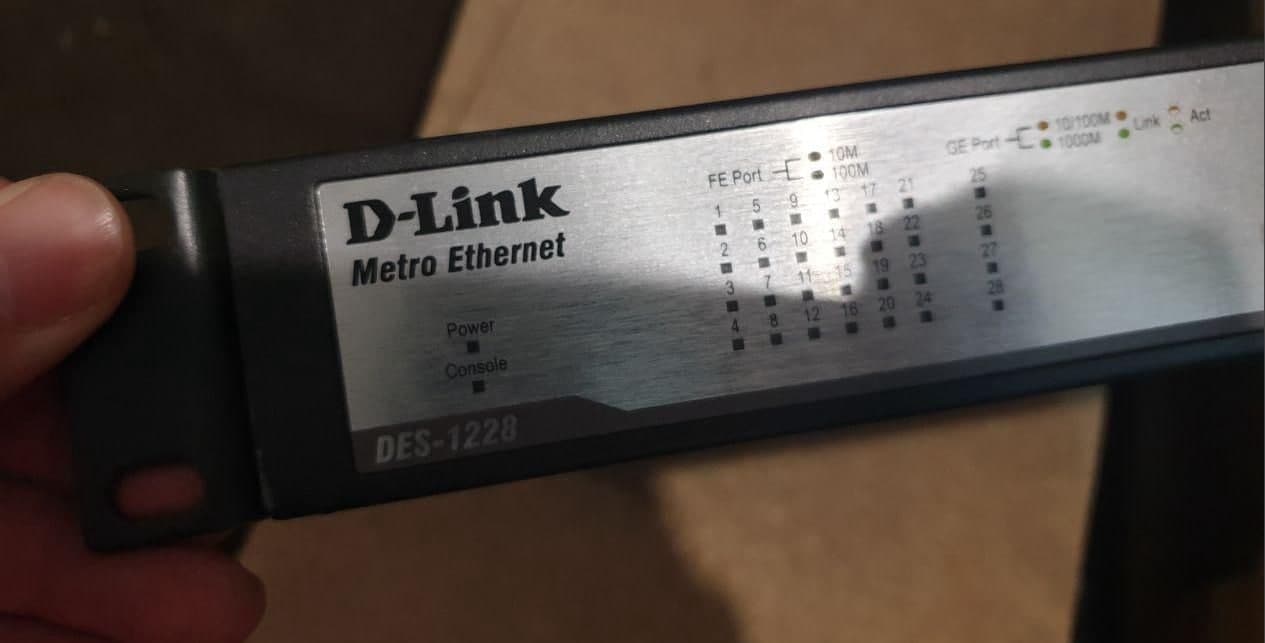 D-Link
Metro Ethernet
Power
Console
DES-1228
FE Port
10M
100M
1 5 9 13 17 21
2 6 10 14 18 22
3 7 11 15 19 23
4 8 12 16 20 24
GE Port
10/100M
1000M
Link
Act
25
26
27
28